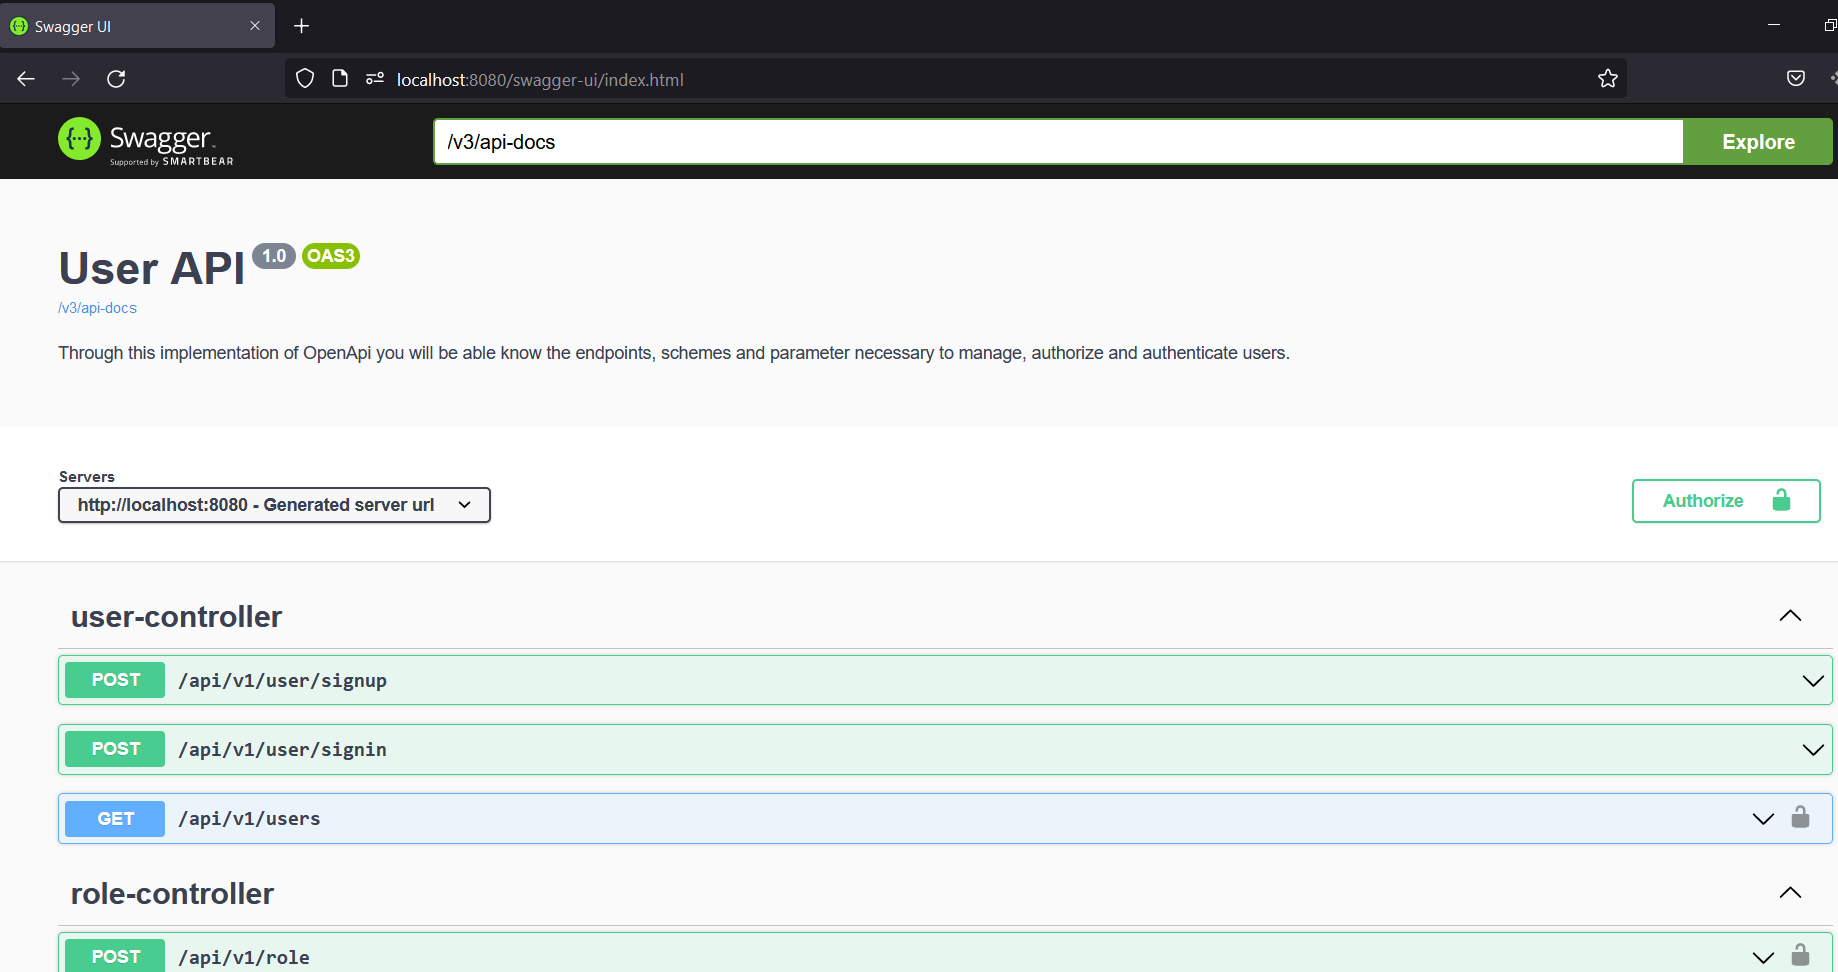 Swagger UI
localhost:8080/swagger-ui/index.html
{···} Swagger™
Supported by SMARTBEAR
/v3/api-docs
Explore
User API 1.0 OAS3
/v3/api-docs
Through this implementation of OpenApi you will be able know the endpoints, schemes and parameter necessary to manage, authorize and authenticate users.
Servers
http://localhost:8080 - Generated server url
Authorize
user-controller
POST /api/v1/user/signup
POST /api/v1/user/signin
GET /api/v1/users
role-controller
POST /api/v1/role